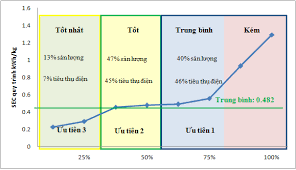 Tốt nhất
Tốt
Trung bình
Kém
13% sản lượng
47% sản lượng
40% sản lượng
7% tiêu thụ điện
45% tiêu thụ điện
46% tiêu thụ điện
Trung bình: 0.482
Ưu tiên 3
Ưu tiên 2
Ưu tiên 1
SEC quy trình kWh/kg
1.4
1.2
1
0.8
0.6
0.4
0.2
0
25%
50%
75%
100%